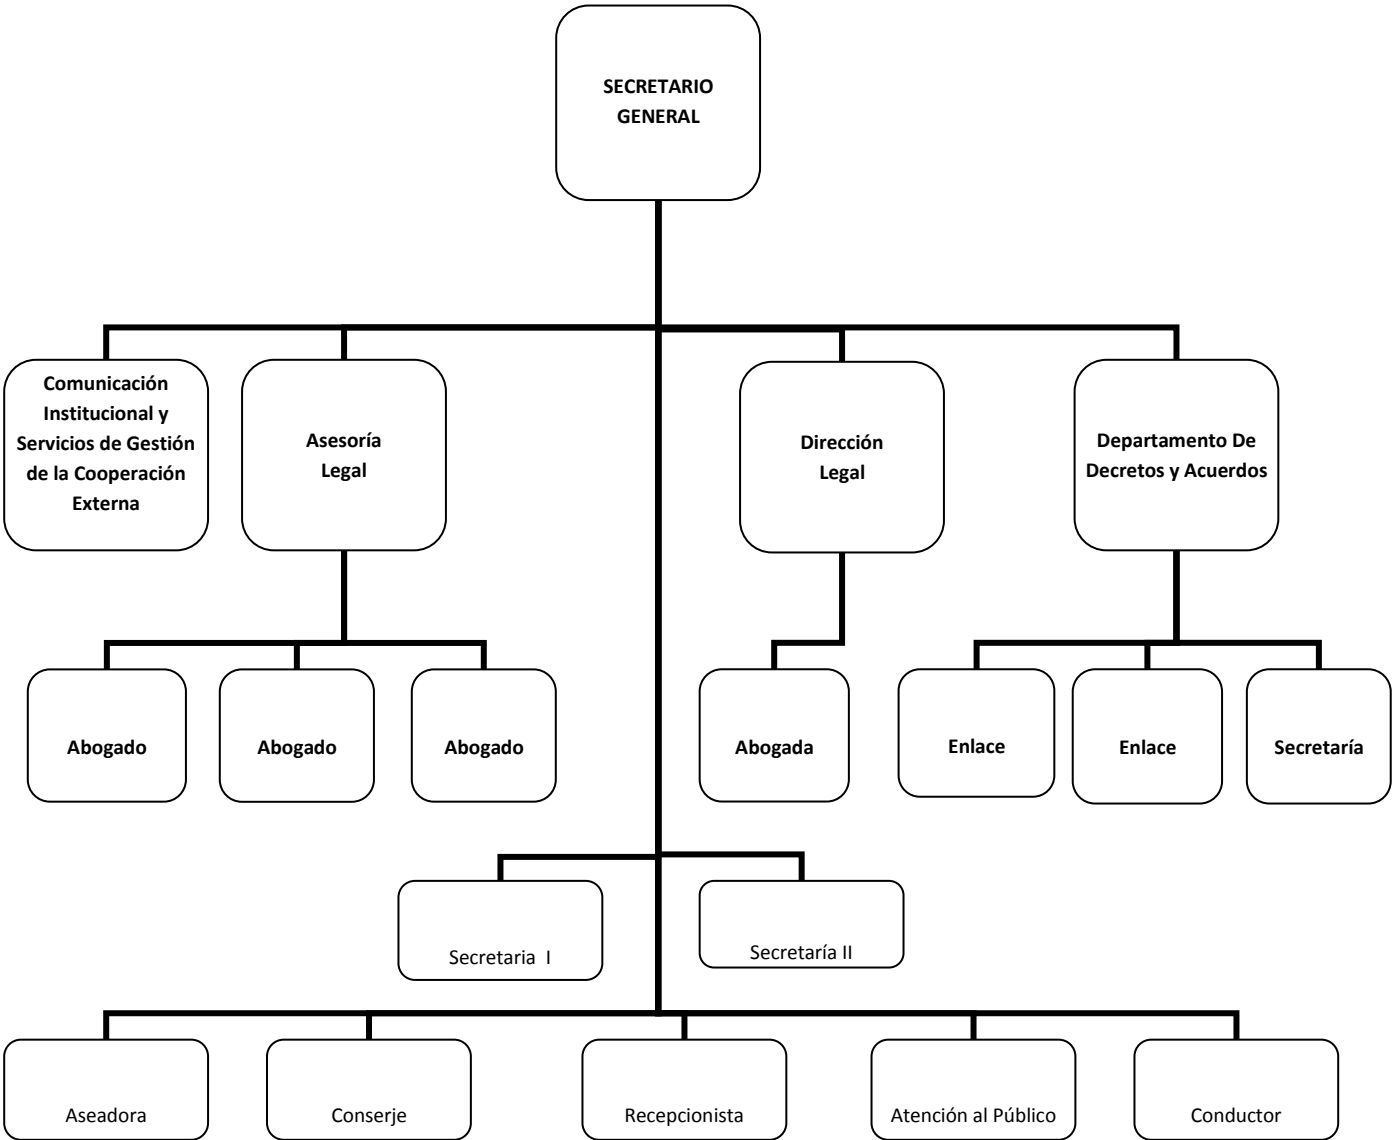 SECRETARIO
GENERAL
Comunicación
Institucional y
Servicios de Gestión
de la Cooperación
Externa
Asesoría
Legal
Dirección
Legal
Departamento De
Decretos y Acuerdos
Abogado
Abogado
Abogado
Abogada
Enlace
Enlace
Secretaría
Secretaria I
Secretaría II
Aseadora
Conserje
Recepcionista
Atención al Público
Conductor